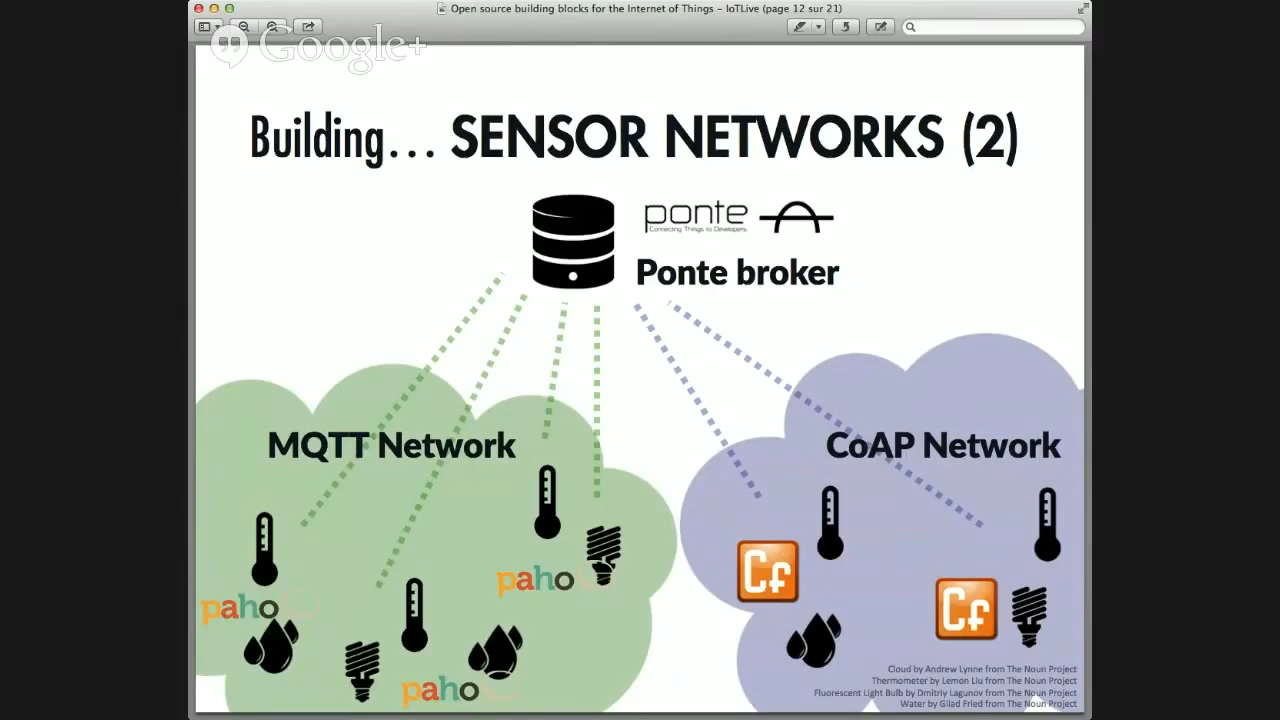 Open source building blocks for the Internet of Things – IoTLive (page 12 sur 21)
Google+
Building... SENSOR NETWORKS (2)
ponte
Connecting Things to Developers
Ponte broker
MQTT Network
CoAP Network
paho
Cf
paho
Cf
paho
Cloud by Andrew Lynne from The Noun Project
Thermometer by Lemon Liu from The Noun Project
Fluorescent Light Bulb by Dmitriy Lagunov from The Noun Project
Water by Gilad Fried from The Noun Project